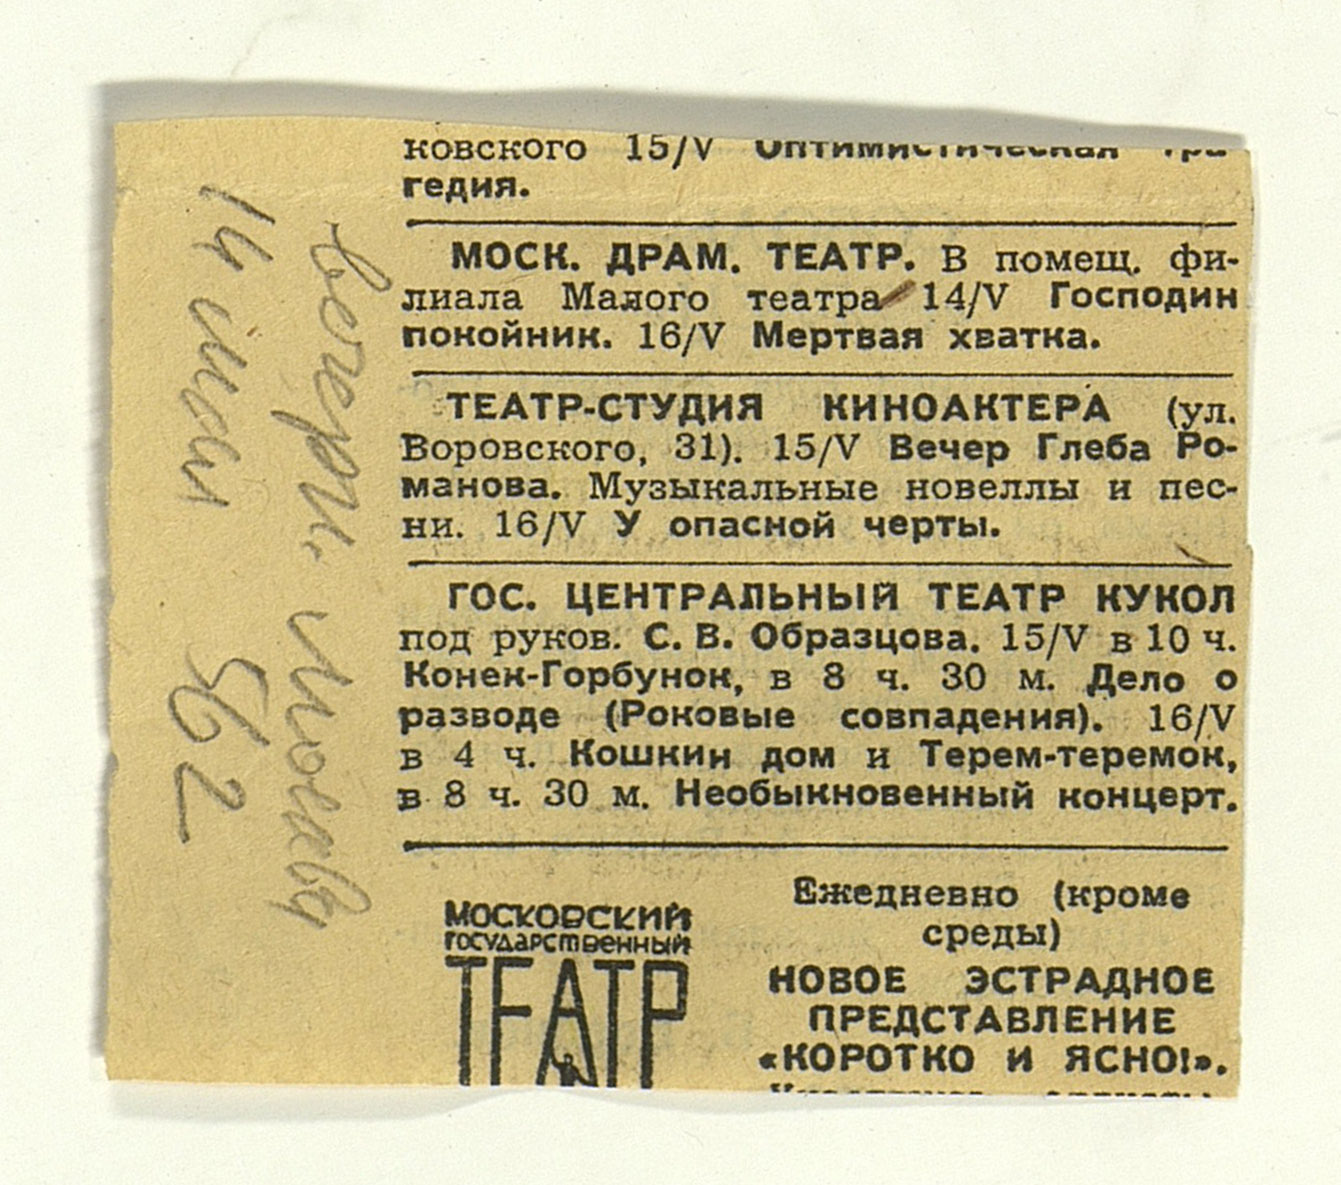 ковского 15/V Оптимистическая тра-
гедия.
МОСК. ДРАМ. ТЕАТР. В помещ. фи-
лиала Малого театра 14/V Господин
покойник. 16/V Мертвая хватка.
ТЕАТР-СТУДИЯ КИНОАКТЕРА (ул.
Воровского, 31). 15/V Вечер Глеба Ро-
манова. Музыкальные новеллы и пес-
ни. 16/V У опасной черты.
ГОС. ЦЕНТРАЛЬНЫЙ ТЕАТР КУКОЛ
под руков. С. В. Образцова. 15/V в 10 ч.
Конек-Горбунок, в 8 ч. 30 м. Дело о
разводе (Роковые совпадения). 16/V
в 4 ч. Кошкин дом и Терем-теремок,
в 8 ч. 30 м. Необыкновенный концерт.
МОСКОВСКИЙ
ГОСУДАРСТВЕННЫЙ
ТЕАТР
Ежедневно (кроме
среды)
НОВОЕ ЭСТРАДНОЕ
ПРЕДСТАВЛЕНИЕ
«КОРОТКО И ЯСНО!».
14
56 г